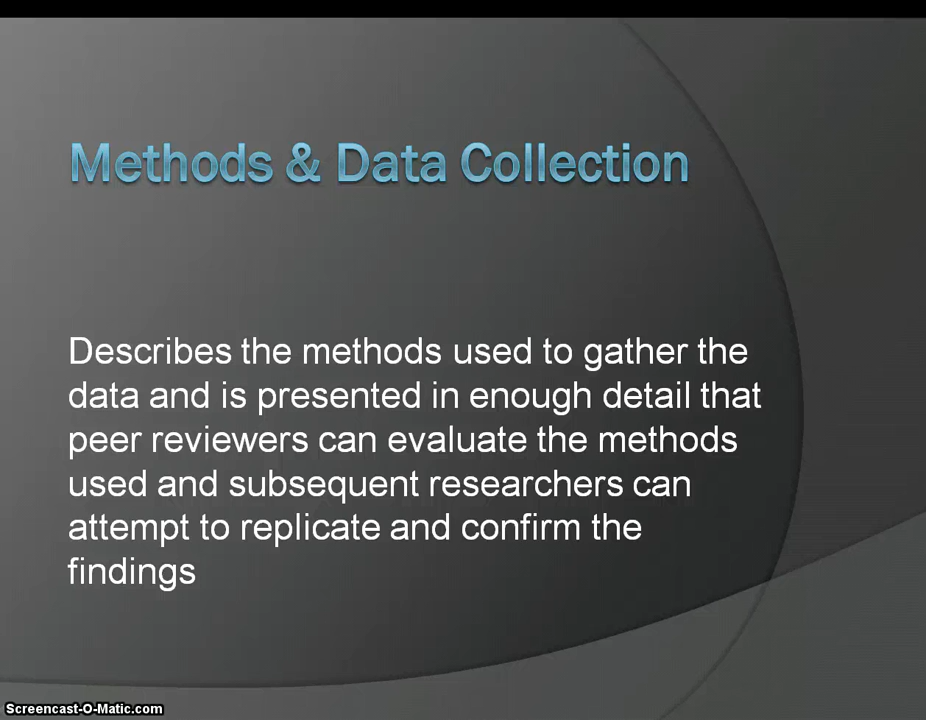 Methods & Data Collection
Describes the methods used to gather the
data and is presented in enough detail that
peer reviewers can evaluate the methods
used and subsequent researchers can
attempt to replicate and confirm the
findings
Screencast-O-Matic.com